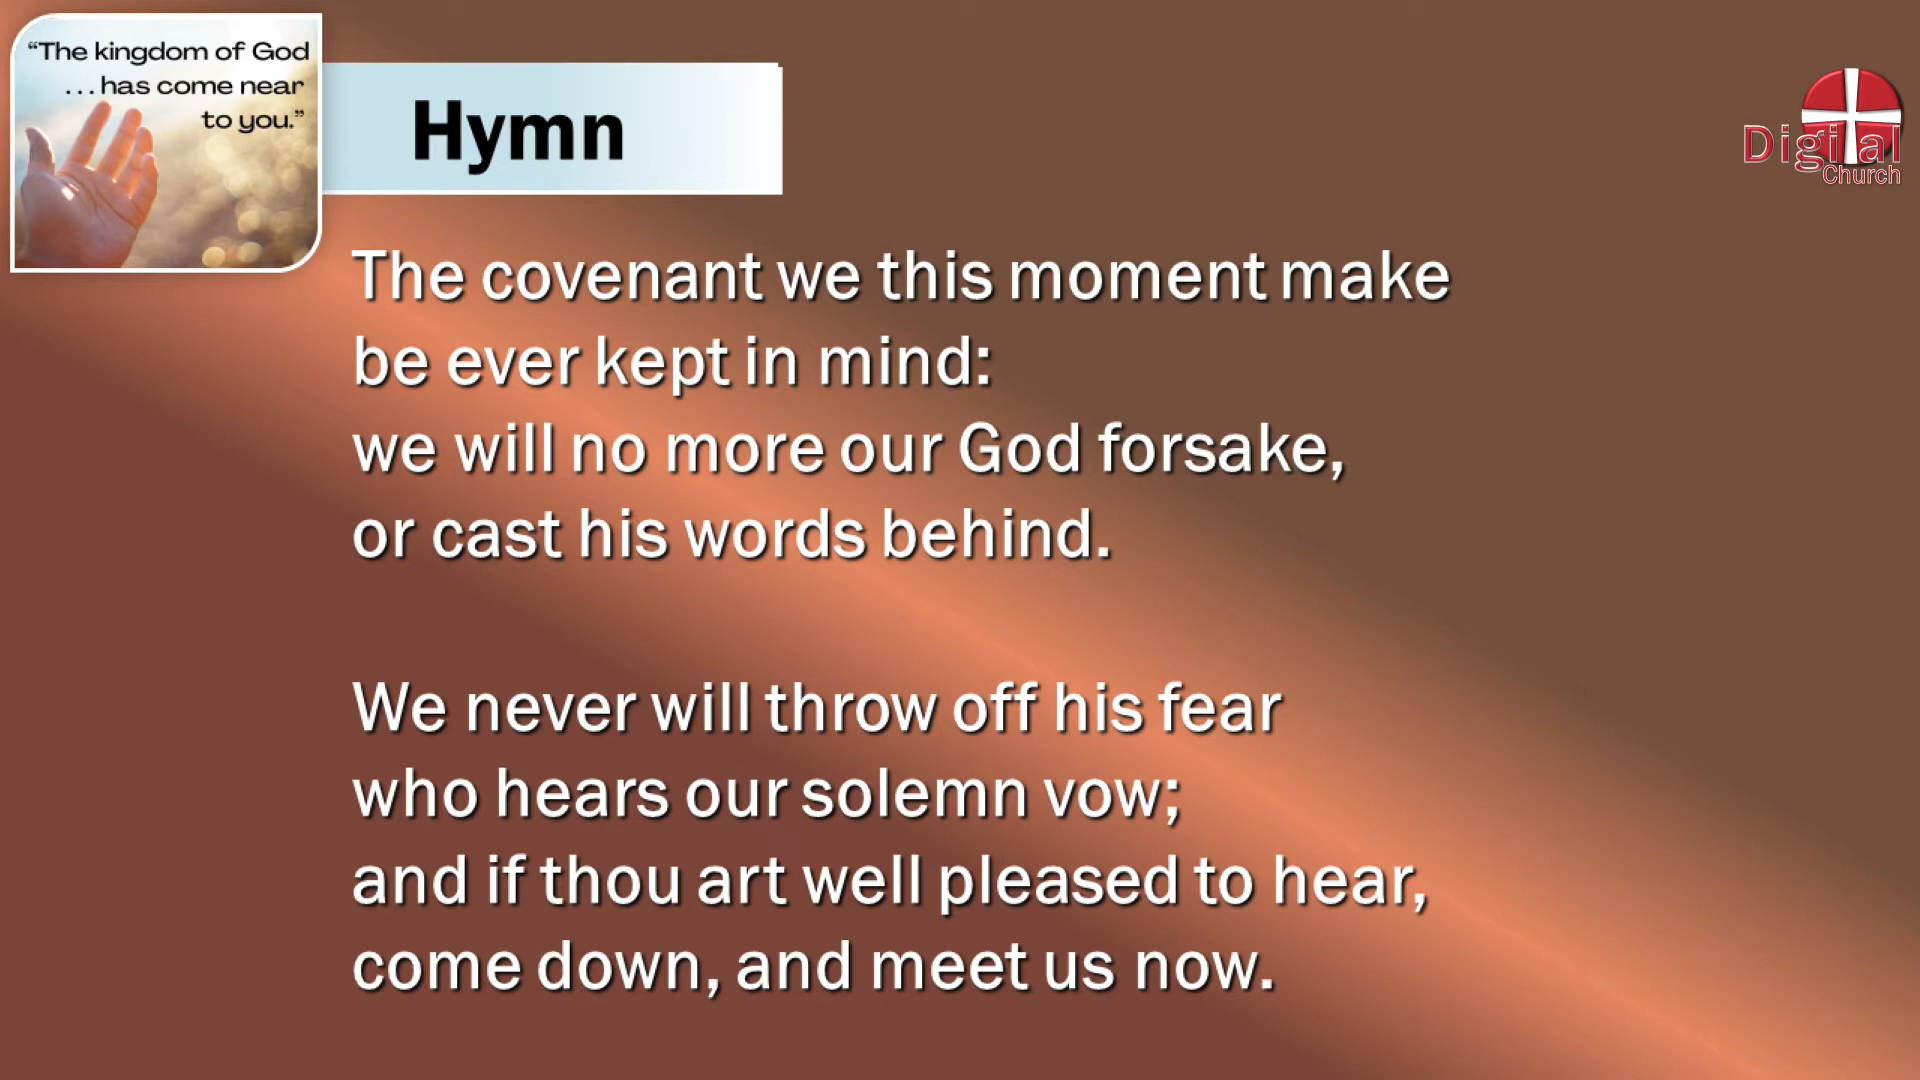 “The kingdom of God
...has come near
to you.”
Hymn
Digital
Church
The covenant we this moment make
be ever kept in mind:
we will no more our God forsake,
or cast his words behind.
We never will throw off his fear
who hears our solemn vow;
and if thou art well pleased to hear,
come down, and meet us now.